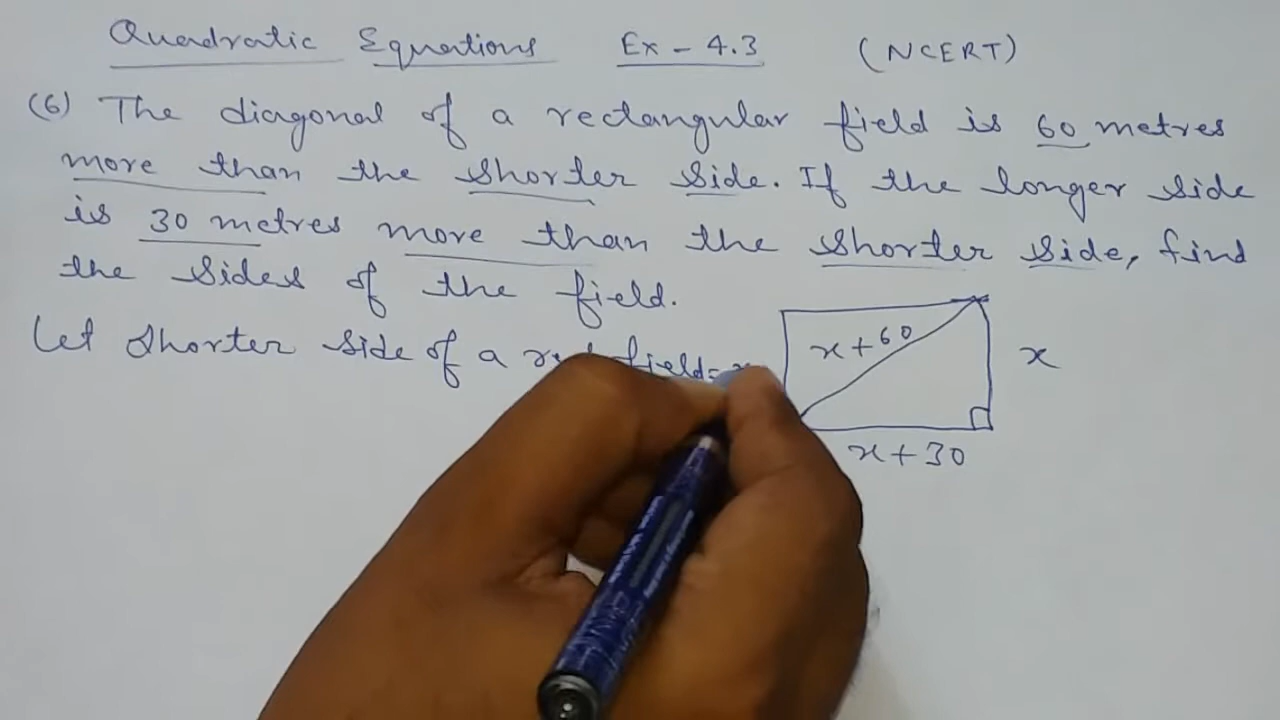 Quadratic Equations Ex - 4.3 (NCERT)
(6) The diagonal of a rectangular field is 60 metres
more than the shorter side. If the longer side
is 30 metres more than the shorter side, find
the sides of the field.
Let shorter side of a field =
x+60
x
x+30